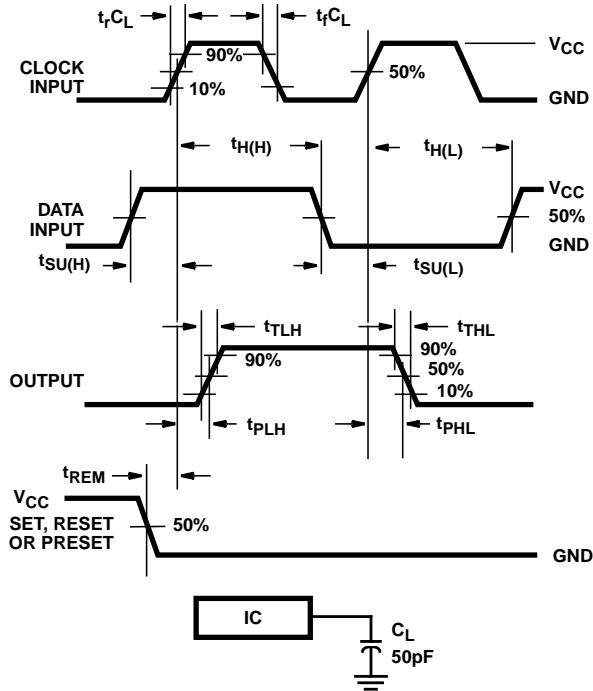 trCL
tfCL
90%
VCC
CLOCK
INPUT
50%
10%
GND
tH(H)
tH(L)
VCC
DATA
INPUT
50%
GND
tSU(H)
tSU(L)
tTLH
tTHL
90%
90%
50%
OUTPUT
10%
tPLH
tPHL
tREM
VCC
SET, RESET
OR PRESET
50%
GND
IC
CL
50pF